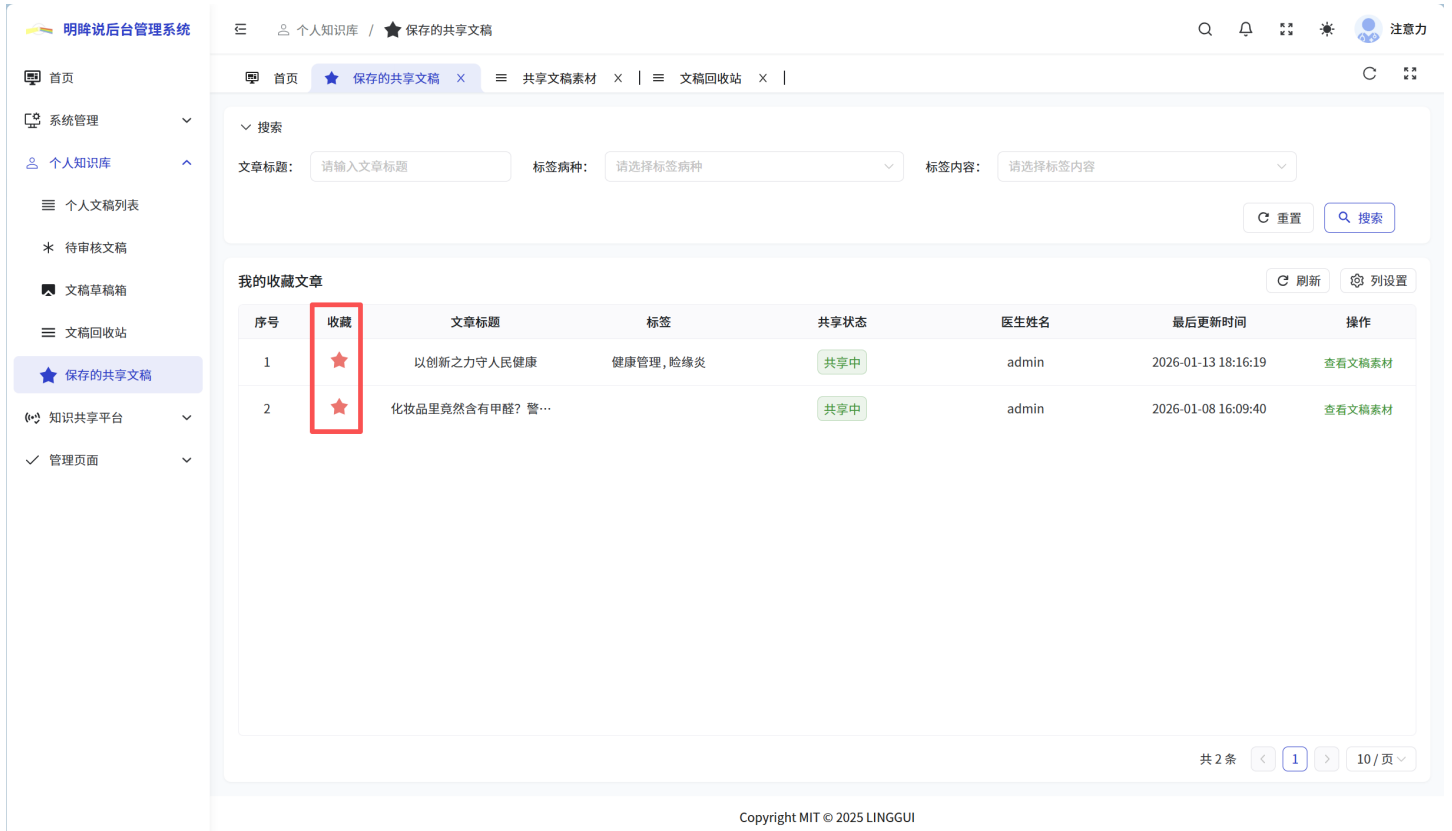 明眸说后台管理系统
个人知识库 / 保存的共享文稿
注意力
首页
系统管理
个人知识库
个人文稿列表
待审核文稿
文稿草稿箱
文稿回收站
保存的共享文稿
知识共享平台
管理页面
首页 保存的共享文稿 X 共享文稿素材 X 文稿回收站 X
搜索
文章标题： 请输入文章标题 标签病种： 请选择标签病种 标签内容： 请选择标签内容
重置 搜索
我的收藏文章 刷新 列设置
序号 收藏 文章标题 标签 共享状态 医生姓名 最后更新时间 操作
1 以创新之力守人民健康 健康管理,睑缘炎 共享中 admin 2026-01-13 18:16:19 查看文稿素材
2 化妆品里竟然含有甲醛？警… 共享中 admin 2026-01-08 16:09:40 查看文稿素材
共 2 条 1 10 / 页
Copyright MIT © 2025 LINGGUI